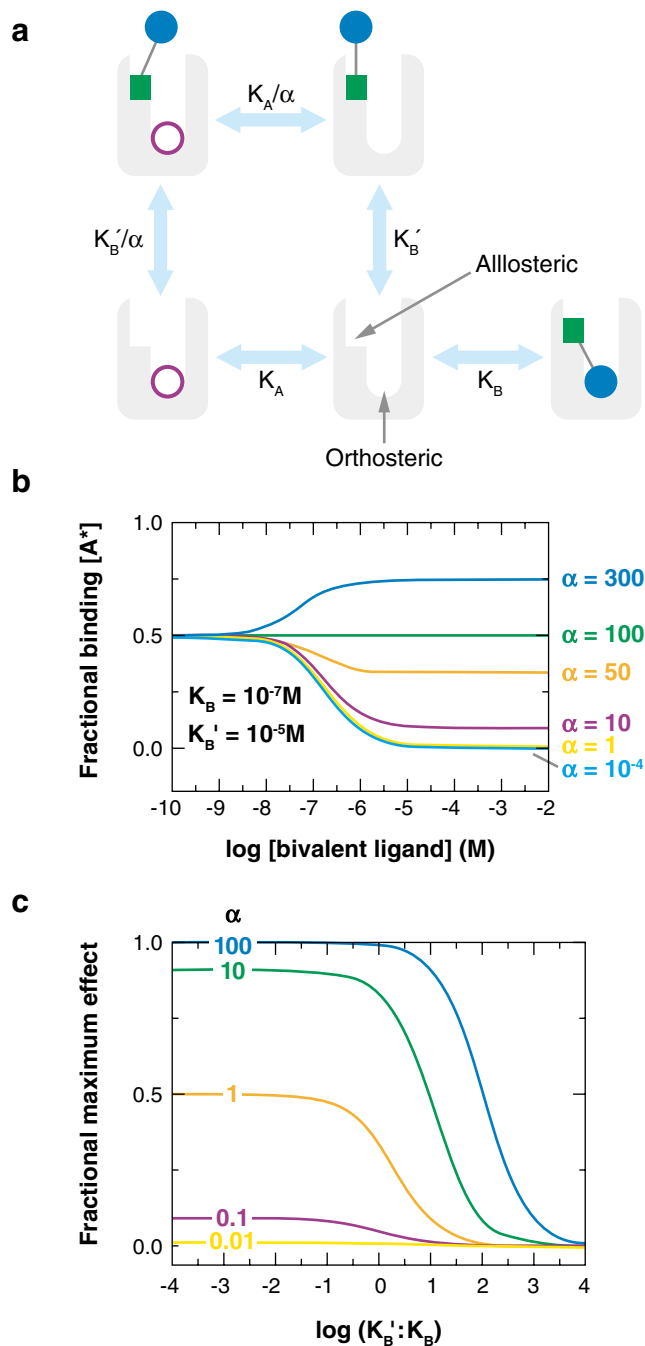 a
K_A/α
K_B´/α
K_B´
Alllosteric
K_A
K_B
Orthosteric
b
Fractional binding [A*]
1.0
0.5
0.0
K_B = 10^-7M
K_B' = 10^-5M
α = 300
α = 100
α = 50
α = 10
α = 1
α = 10^-4
-10 -9 -8 -7 -6 -5 -4 -3 -2
log [bivalent ligand] (M)
c
Fractional maximum effect
α
1.0
0.5
0.0
100
10
1
0.1
0.01
-4 -3 -2 -1 0 1 2 3 4
log (K_B':K_B)